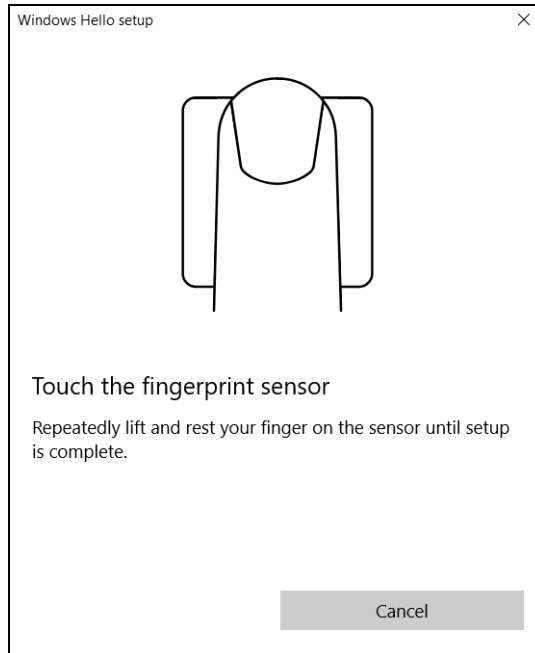 Windows Hello setup
Touch the fingerprint sensor
Repeatedly lift and rest your finger on the sensor until setup
is complete.
Cancel